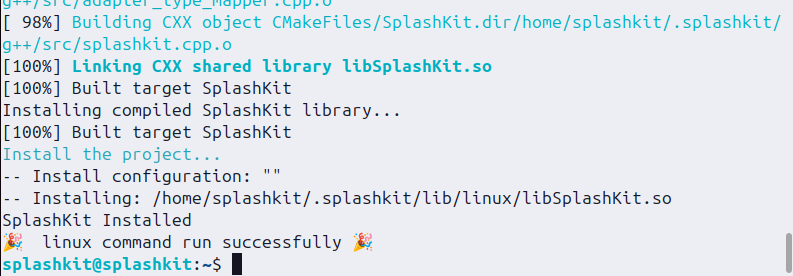 g++/src/adapter_type_mapper.cpp.o
[ 98%] Building CXX object CMakeFiles/SplashKit.dir/home/splashkit/.splashkit/
g++/src/splashkit.cpp.o
[100%] Linking CXX shared library libSplashKit.so
[100%] Built target SplashKit
Installing compiled SplashKit library...
[100%] Built target SplashKit
Install the project...
-- Install configuration: ""
-- Installing: /home/splashkit/.splashkit/lib/linux/libSplashKit.so
SplashKit Installed
🎉 linux command run successfully 🎉
splashkit@splashkit:~$